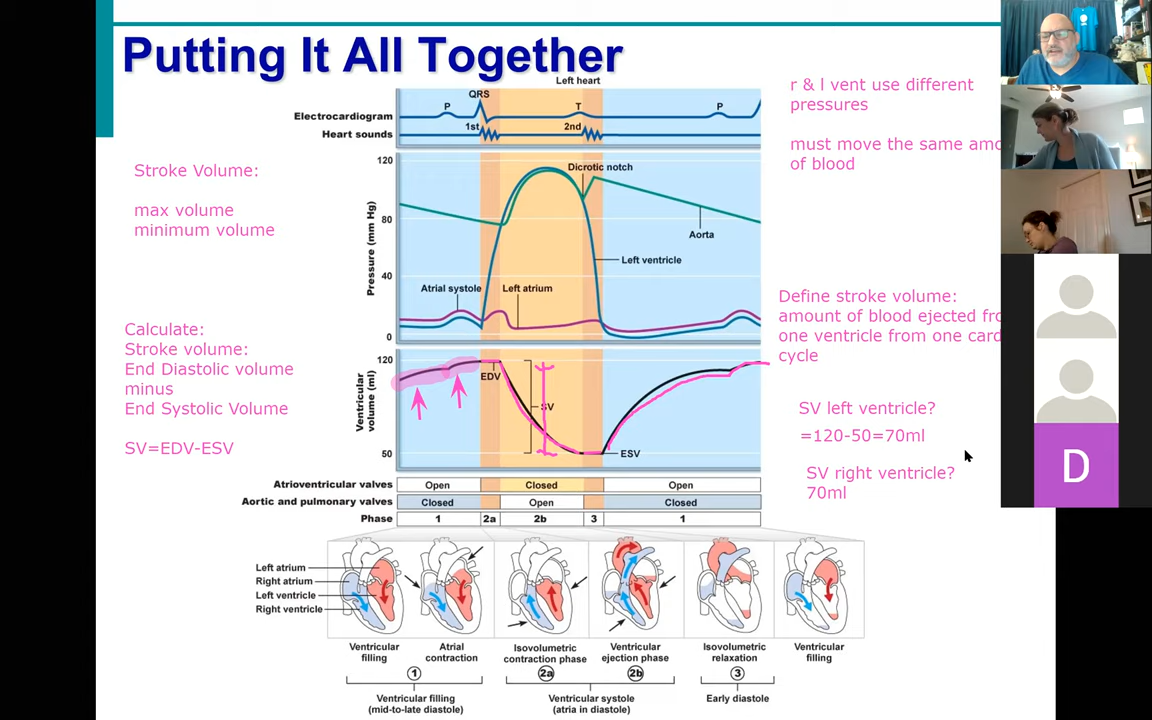 Putting It All Together
Left heart
QRS
P
T
P
Electrocardiogram
1st
2nd
Heart sounds
r & l vent use different
pressures
must move the same amo
of blood
Stroke Volume:
max volume
minimum volume
120
80
40
0
Pressure (mm Hg)
Dicrotic notch
Aorta
Left ventricle
Atrial systole
Left atrium
Define stroke volume:
amount of blood ejected fro
one ventricle from one card
cycle
Calculate:
Stroke volume:
End Diastolic volume
minus
End Systolic Volume
SV=EDV-ESV
120
50
Ventricular
volume (ml)
EDV
SV
ESV
SV left ventricle?
=120-50=70ml
SV right ventricle?
70ml
D
Atrioventricular valves
Open
Closed
Open
Aortic and pulmonary valves
Closed
Open
Closed
Phase
1
2a
2b
3
1
Left atrium
Right atrium
Left ventricle
Right ventricle
Ventricular
filling
Atrial
contraction
Isovolumetric
contraction phase
Ventricular
ejection phase
Isovolumetric
relaxation
Ventricular
filling
1
2a
2b
3
Ventricular filling
(mid-to-late diastole)
Ventricular systole
(atria in diastole)
Early diastole